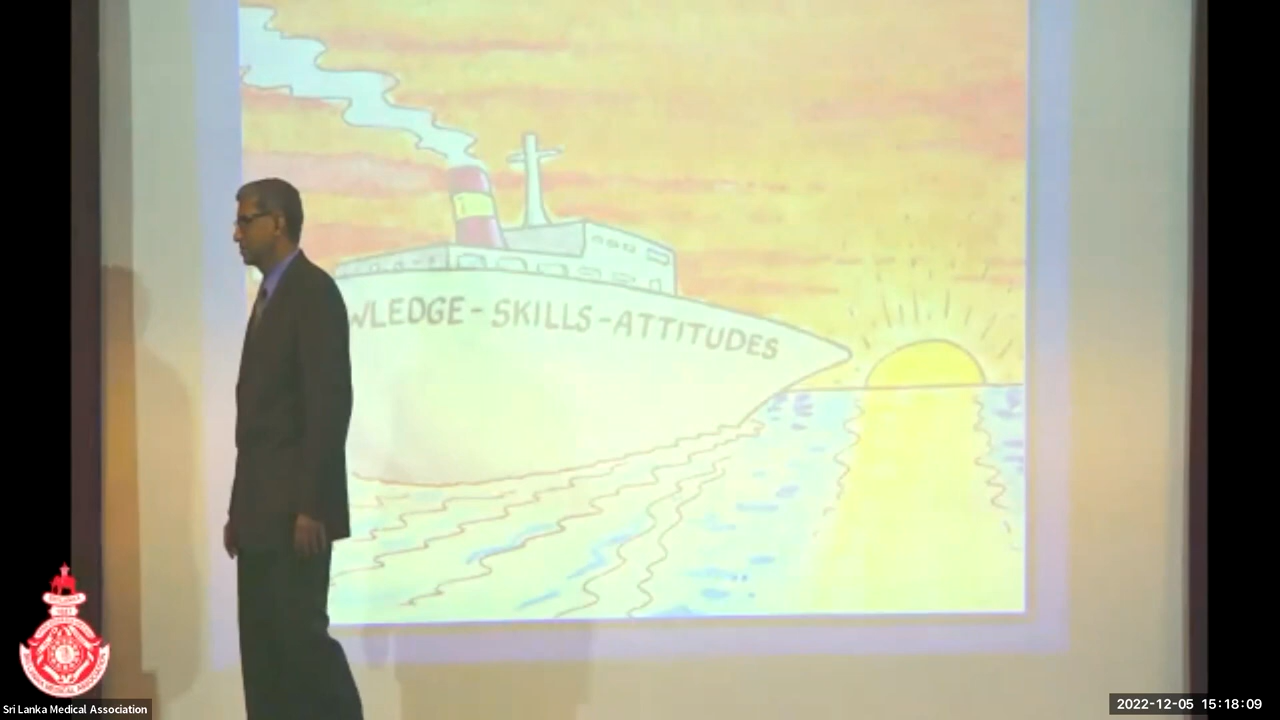 WLEDGE - SKILLS - ATTITUDES
Sri Lanka Medical Association
2022-12-05 15:18:09